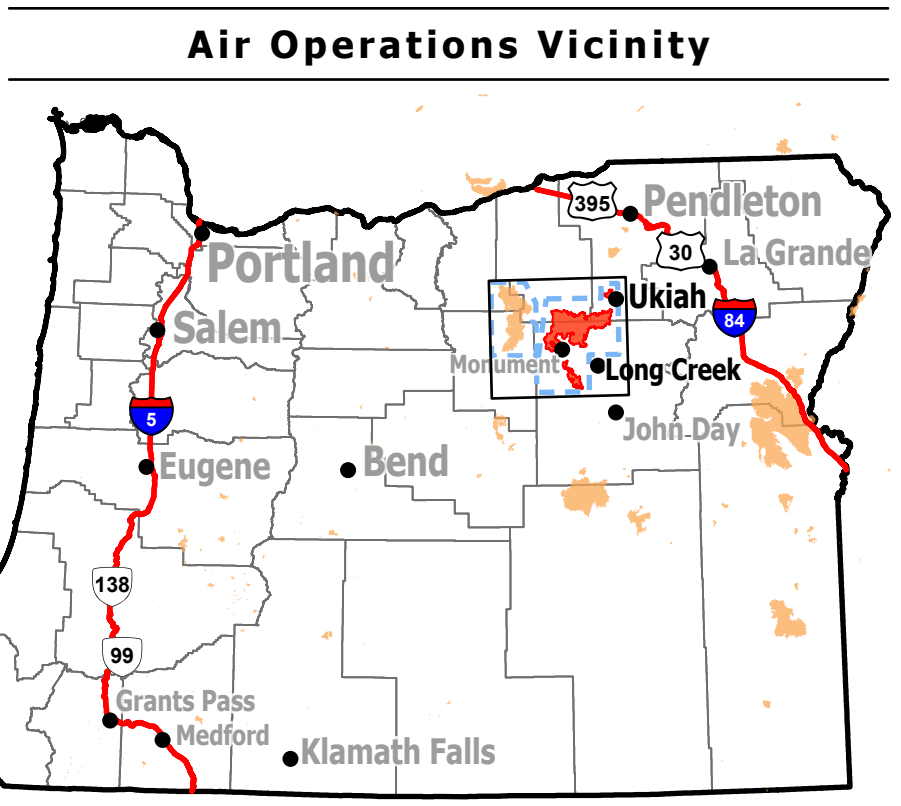 Air Operations Vicinity
395
Pendleton
30
La Grande
Portland
Ukiah
84
Salem
Monument
Long Creek
5
John Day
Eugene
Bend
138
99
Grants Pass
Medford
Klamath Falls